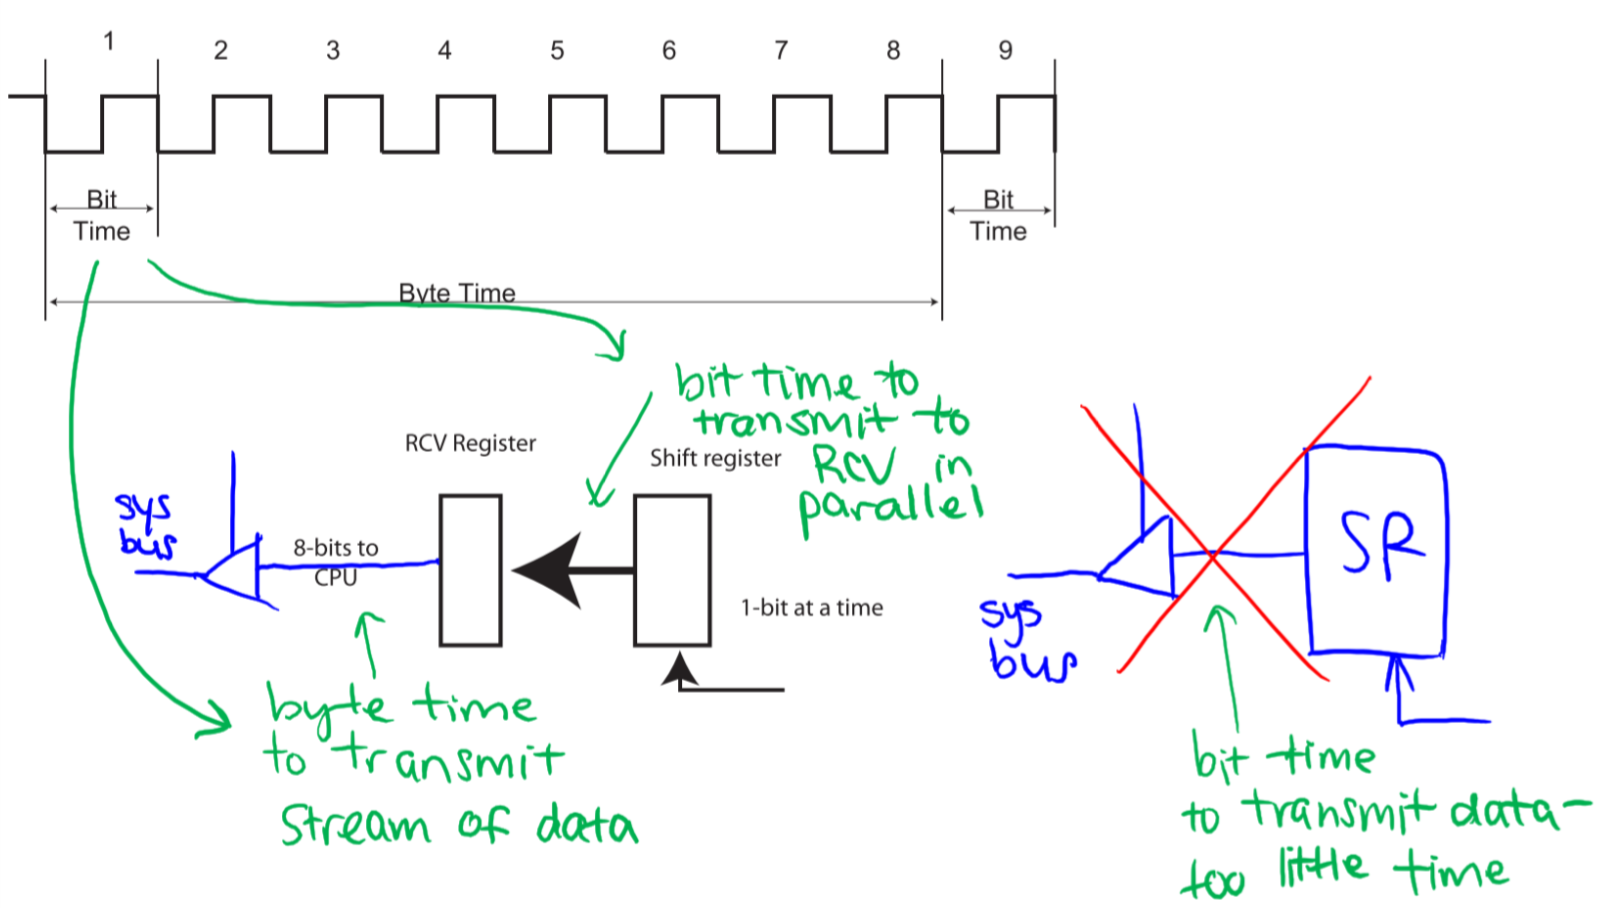 1 2 3 4 5 6 7 8 9
Bit
Time
Bit
Time
Byte Time
bit time to
transmit to
RCV in
parallel
RCV Register
Shift register
sys
bus
8-bits to
CPU
1-bit at a time
byte time
to transmit
Stream of data
SR
sys
bus
bit time
to transmit data-
too little time